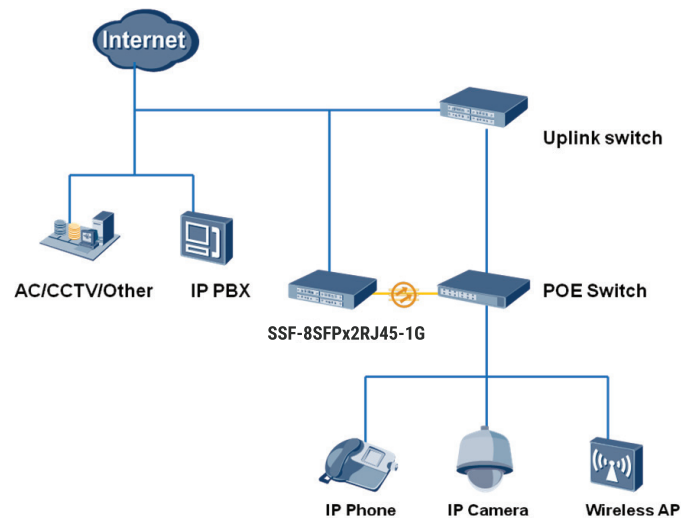 Internet
Uplink switch
AC/CCTV/Other
IP PBX
POE Switch
SSF-8SFPx2RJ45-1G
IP Phone
IP Camera
Wireless AP